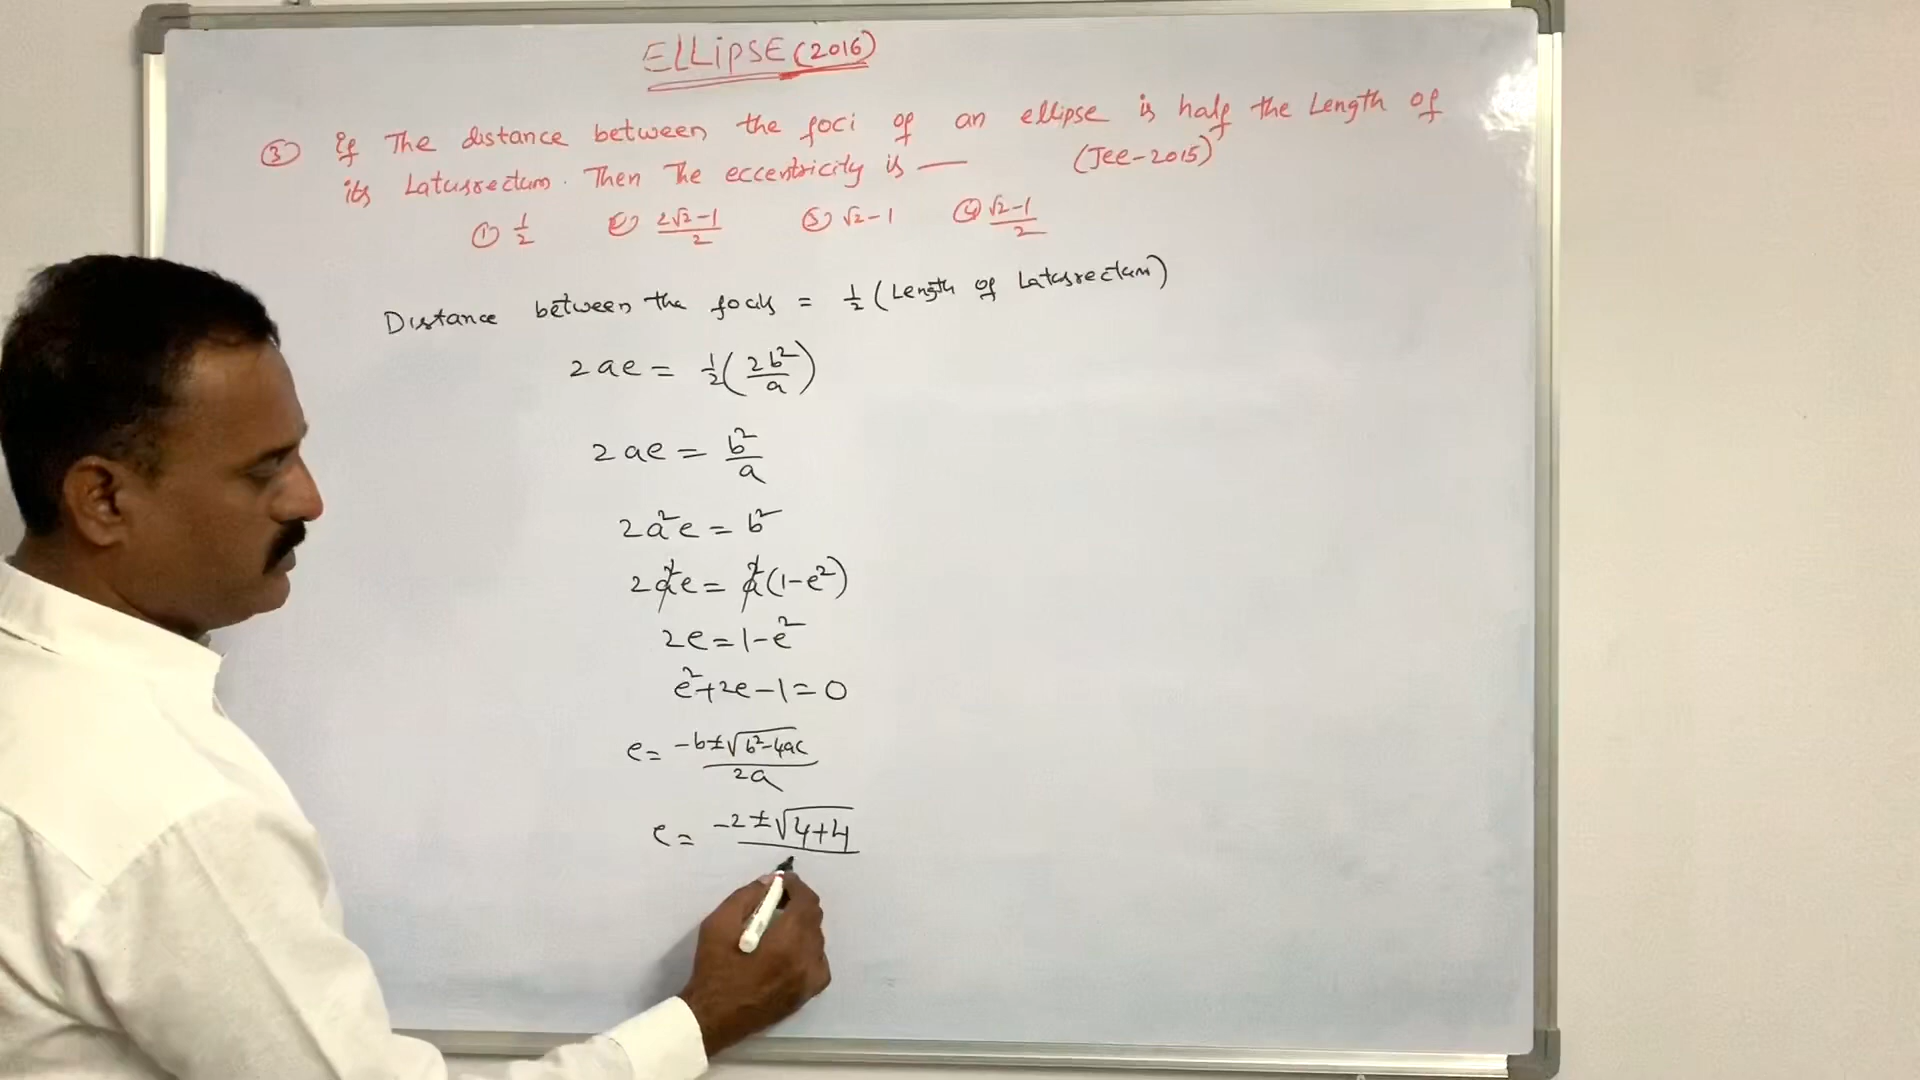 ELLIPSE (2016)
③ If The distance between the foci of an ellipse is half the Length of
its Latusrectum. Then The eccentricity is — (Jee-2015)
① 1/2 ② (2√2-1)/2 ③ √2-1 ④ (√2-1)/2
Distance between the = 1/2 (Length of Latusrectum)
2ae = 1/2 (2b²/a)
2ae = b²/a
2a²e = b²
2a²e = a²(1-e²)
2e = 1-e²
e²+2e-1=0
e = (-b±√(b²-4ac))/2a
e = -2±√(4+4)